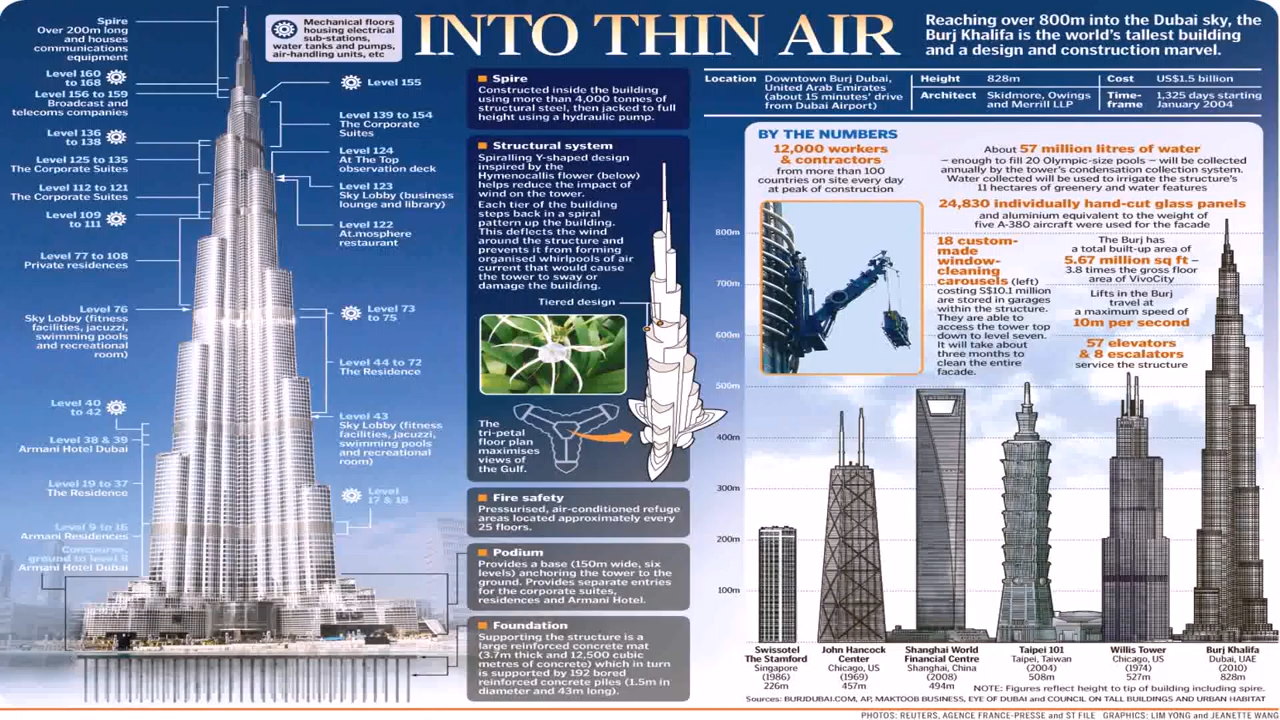 INTO THIN AIR
Reaching over 800m into the Dubai sky, the
Burj Khalifa is the world's tallest building
and a design and construction marvel.
Mechanical floors
housing electrical
sub-stations,
water tanks and pumps,
air-handling units, etc
Spire
Over 200m long
and houses
communications
equipment
Level 160
to 168
Level 156 to 159
Broadcast and
telecoms companies
Level 136
to 138
Level 125 to 135
The Corporate Suites
Level 112 to 121
The Corporate Suites
Level 109
to 111
Level 77 to 108
Private residences
Level 76
Sky Lobby (fitness
facilities, jacuzzi,
swimming pools
and recreational
room)
Level 40
to 42
Level 38 & 39
Armani Hotel Dubai
Level 19 to 37
The Residence
Level 9 to 16
Armani Residences
Concourse,
ground to level 8
Armani Hotel Dubai
Level 155
Level 139 to 154
The Corporate
Suites
Level 124
At The Top
observation deck
Level 123
Sky Lobby (business
lounge and library)
Level 122
At.mosphere
restaurant
Level 73
to 75
Level 44 to 72
The Residence
Level 43
Sky Lobby (fitness
facilities, jacuzzi,
swimming pools
and recreational
room)
Level
17 & 18
Spire
Constructed inside the building
using more than 4,000 tonnes of
structural steel, then jacked to full
height using a hydraulic pump.
Structural system
Spiralling Y-shaped design
inspired by the
Hymenocallis flower (below)
helps reduce the impact of
wind on the tower.
Each tier of the building
steps back in a spiral
pattern up the building.
This deflects the wind
around the structure and
prevents it from forming
organised whirlpools of air
current that would cause
the tower to sway or
damage the building.
Tiered design
The
tri-petal
floor plan
maximises
views of
the Gulf.
Fire safety
Pressurised, air-conditioned refuge
areas located approximately every
25 floors.
Podium
Provides a base (150m wide, six
levels) anchoring the tower to the
ground. Provides separate entries
for the corporate suites,
residences and Armani Hotel.
Foundation
Supporting the structure is a
large reinforced concrete mat
(3.7m thick and 12,500 cubic
metres of concrete) which in turn
is supported by 192 bored
reinforced concrete piles (1.5m in
diameter and 43m long).
Location Downtown Burj Dubai,
United Arab Emirates
(about 15 minutes' drive
from Dubai Airport)
Height 828m
Architect Skidmore, Owings
and Merrill LLP
Cost US$1.5 billion
Time-
frame 1,325 days starting
January 2004
BY THE NUMBERS
12,000 workers
& contractors
from more than 100
countries on site every day
at peak of construction
About 57 million litres of water
– enough to fill 20 Olympic-size pools – will be collected
annually by the tower's condensation collection system.
Water collected will be used to irrigate the structure's
11 hectares of greenery and water features
24,830 individually hand-cut glass panels
and aluminium equivalent to the weight of
five A-380 aircraft were used for the facade
18 custom-
made
window-
cleaning
carousels (left)
costing S$10.1 million
are stored in garages
within the structure.
They are able to
access the tower top
down to level seven.
It will take about
three months to
clean the entire
facade.
The Burj has
a total built-up area of
5.67 million sq ft –
3.8 times the gross floor
area of VivoCity
Lifts in the Burj
travel at
a maximum speed of
10m per second
57 elevators
& 8 escalators
service the structure
800m
700m
600m
500m
400m
300m
200m
100m
Swissotel
The Stamford
Singapore
(1986)
226m
John Hancock
Center
Chicago, US
(1969)
457m
Shanghai World
Financial Centre
Shanghai, China
(2008)
494m
Taipei 101
Taipei, Taiwan
(2004)
508m
Willis Tower
Chicago, US
(1974)
527m
Burj Khalifa
Dubai, UAE
(2010)
828m
NOTE: Figures reflect height to tip of building including spire.
Sources: BURJDUBAI.COM, AP, MAKTOOB BUSINESS, EYE OF DUBAI and COUNCIL ON TALL BUILDINGS AND URBAN HABITAT
PHOTOS: REUTERS, AGENCE FRANCE-PRESSE and ST FILE GRAPHICS: LIM YONG and JEANETTE WANG